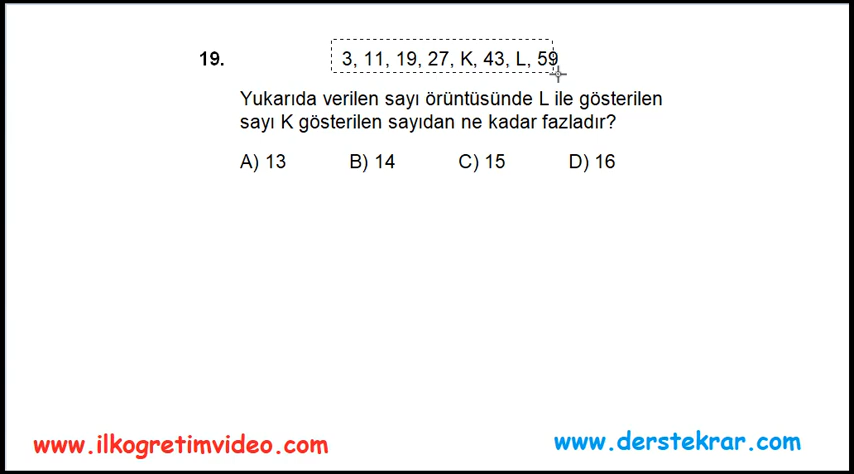 19. 3, 11, 19, 27, K, 43, L, 59
Yukarıda verilen sayı örüntüsünde L ile gösterilen
sayı K gösterilen sayıdan ne kadar fazladır?
A) 13 B) 14 C) 15 D) 16
www.ilkogretimvideo.com www.derstekrar.com